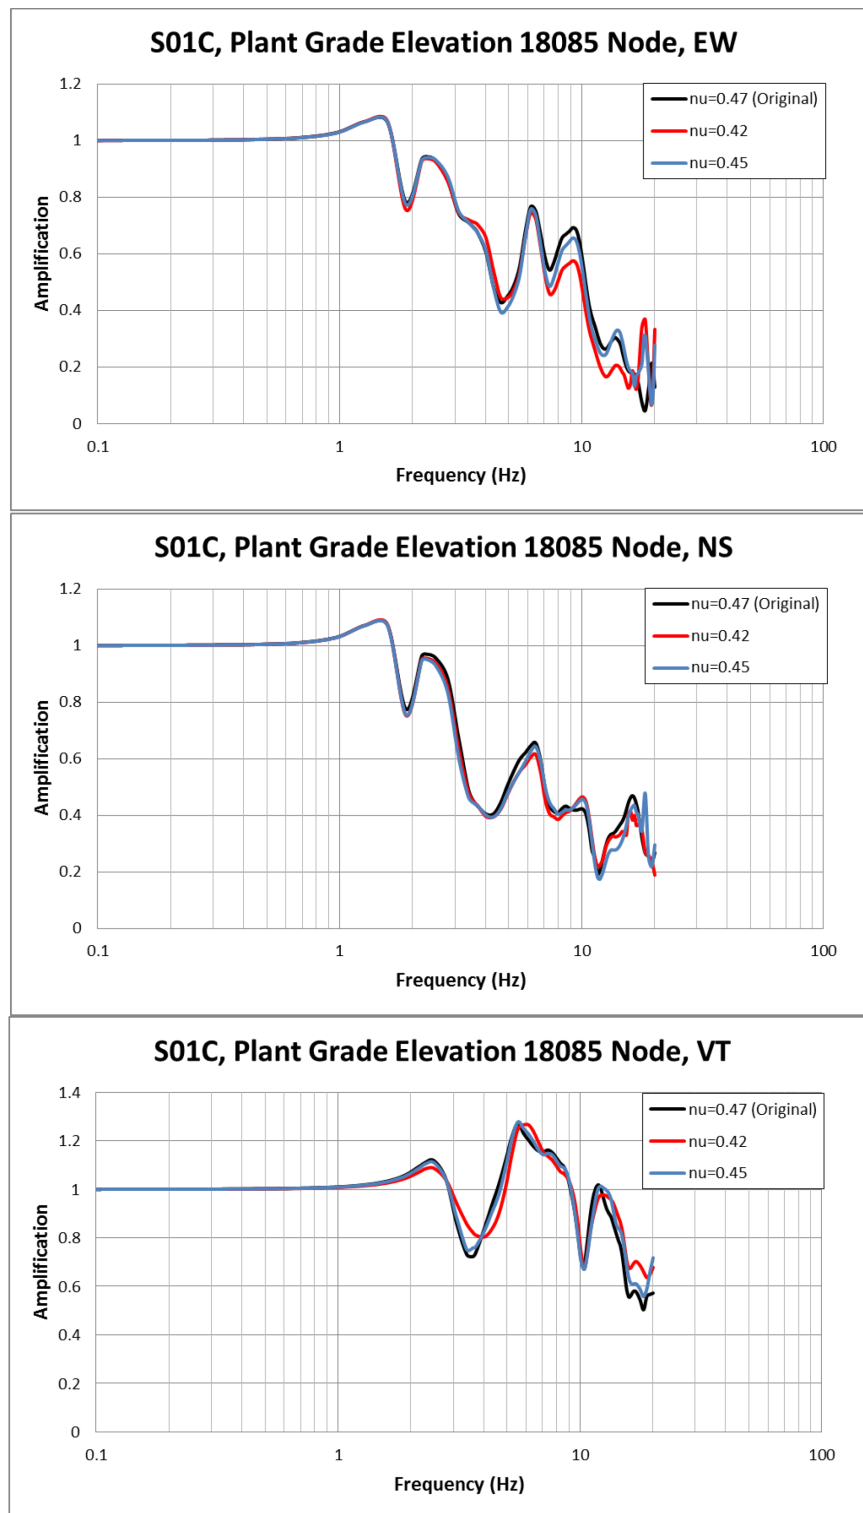 S01C, Plant Grade Elevation 18085 Node, EW
1.2
1
0.8
0.6
0.4
0.2
0
Amplification
nu=0.47 (Original)
nu=0.42
nu=0.45
0.1
1
10
100
Frequency (Hz)
S01C, Plant Grade Elevation 18085 Node, NS
1.2
1
0.8
0.6
0.4
0.2
0
Amplification
nu=0.47 (Original)
nu=0.42
nu=0.45
0.1
1
10
100
Frequency (Hz)
S01C, Plant Grade Elevation 18085 Node, VT
1.4
1.2
1
0.8
0.6
0.4
0.2
0
Amplification
nu=0.47 (Original)
nu=0.42
nu=0.45
0.1
1
10
100
Frequency (Hz)